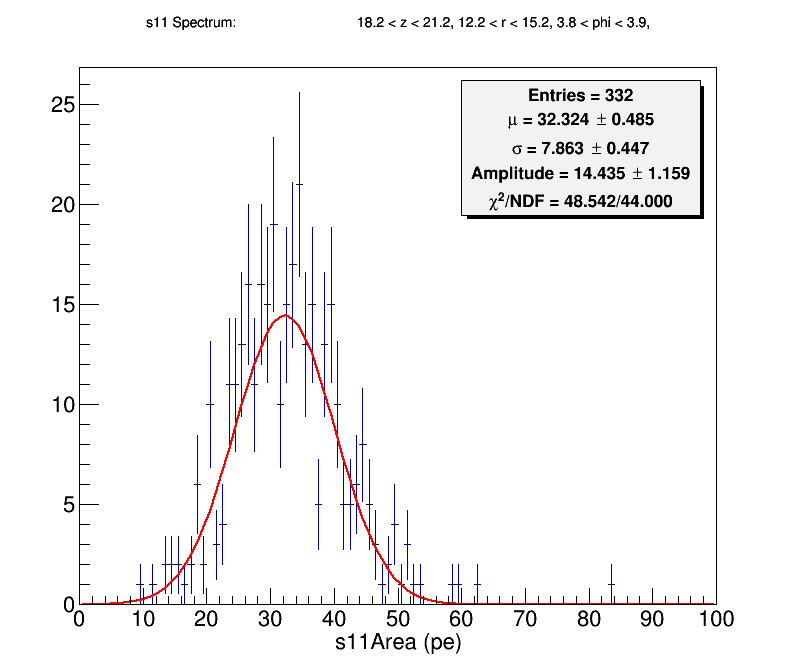 s11 Spectrum: 18.2 < z < 21.2, 12.2 < r < 15.2, 3.8 < phi < 3.9,
Entries = 332
μ = 32.324 ± 0.485
σ = 7.863 ± 0.447
Amplitude = 14.435 ± 1.159
χ²/NDF = 48.542/44.000
25
20
15
10
5
0
0 10 20 30 40 50 60 70 80 90 100
s11Area (pe)